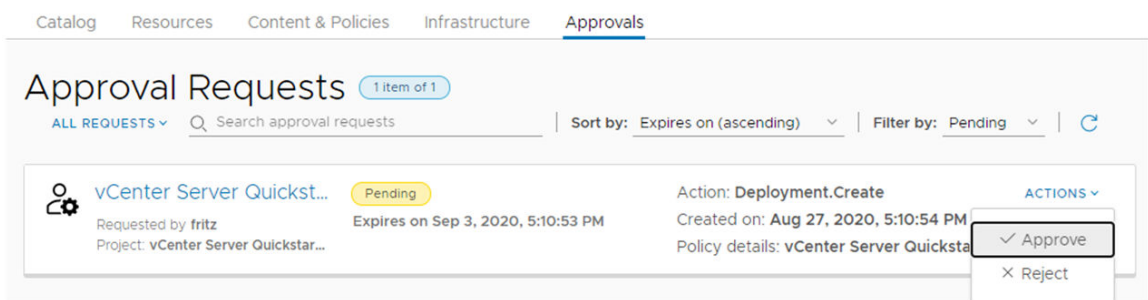 Catalog Resources Content & Policies Infrastructure Approvals
Approval Requests 1 item of 1
ALL REQUESTS Search approval requests Sort by: Expires on (ascending) Filter by: Pending
vCenter Server Quickst... Pending Action: Deployment.Create ACTIONS
Requested by fritz Expires on Sep 3, 2020, 5:10:53 PM Created on: Aug 27, 2020, 5:10:54 PM Approve
Project: vCenter Server Quickstar... Policy details: vCenter Server Quicksta
Reject